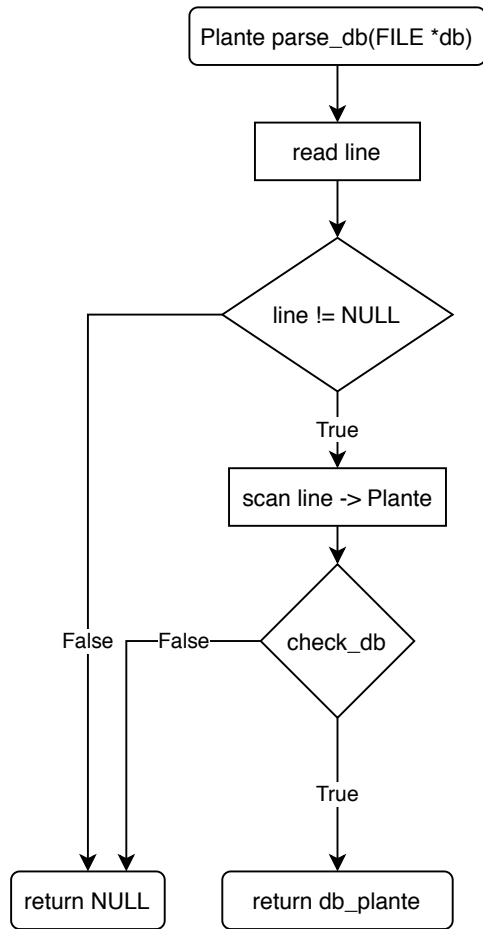 Plante parse_db(FILE *db)
read line
line != NULL
True
scan line -> Plante
False
False
check_db
True
return NULL
return db_plante